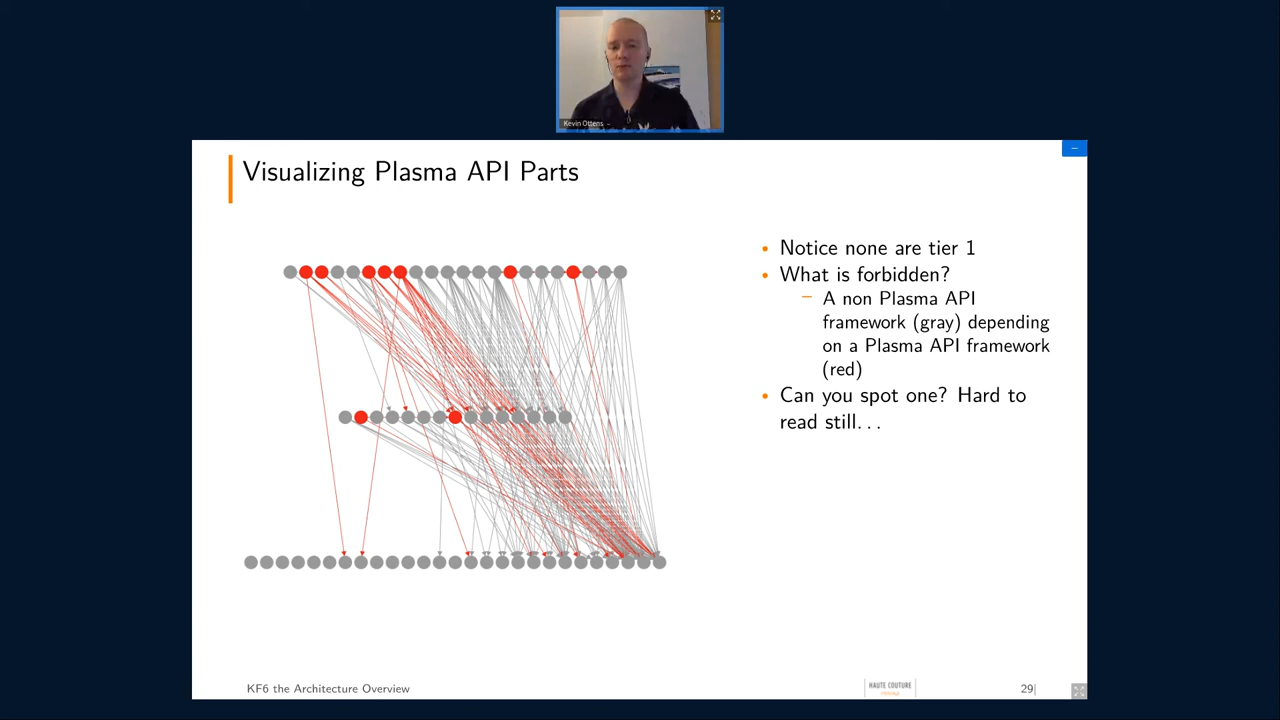 Kevin Ottens
Visualizing Plasma API Parts
• Notice none are tier 1
• What is forbidden?
– A non Plasma API
framework (gray) depending
on a Plasma API framework
(red)
• Can you spot one? Hard to
read still...
KF6 the Architecture Overview
HAUTE COUTURE
29